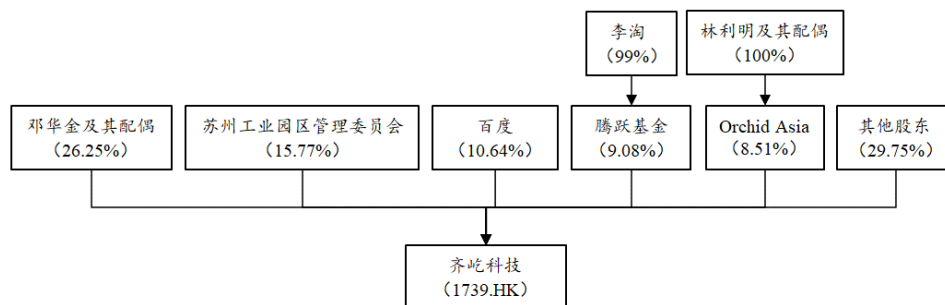 李淘
（99%）
林利明及其配偶
（100%）
邓华金及其配偶
（26.25%）
苏州工业园区管理委员会
（15.77%）
百度
（10.64%）
腾跃基金
（9.08%）
Orchid Asia
（8.51%）
其他股东
（29.75%）
齐屹科技
（1739.HK）